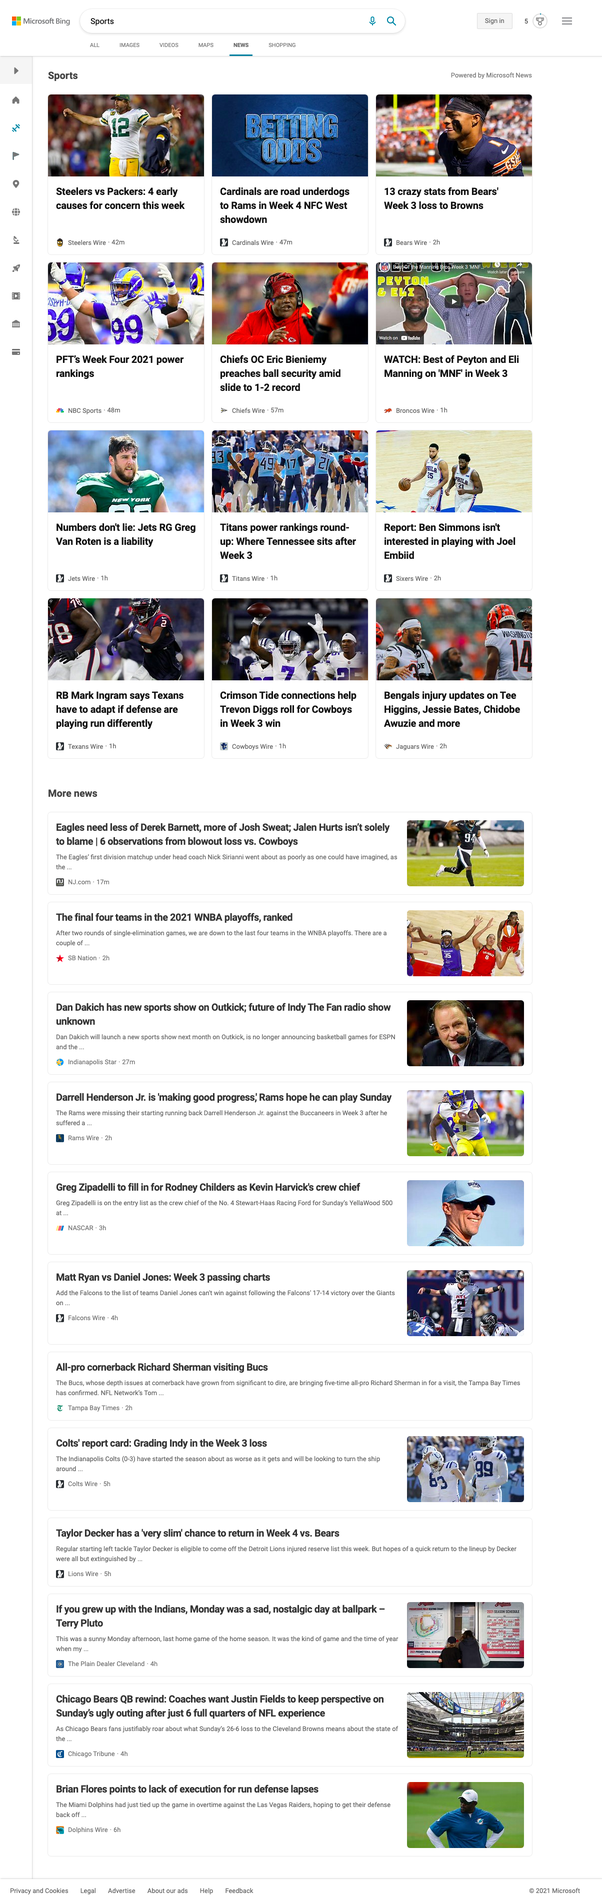 Microsoft Bing
Sports
Sign in
5
ALL
IMAGES
VIDEOS
MAPS
NEWS
SHOPPING
Sports
Powered by Microsoft News
12
BETTING
ODDS
Steelers vs Packers: 4 early
causes for concern this week
Steelers Wire · 42m
Cardinals are road underdogs
to Rams in Week 4 NFC West
showdown
Cardinals Wire · 47m
13 crazy stats from Bears'
Week 3 loss to Browns
Bears Wire · 2h
69
99
PEYTON
& ELI
Watch on YouTube
PFT's Week Four 2021 power
rankings
NBC Sports · 48m
Chiefs OC Eric Bieniemy
preaches ball security amid
slide to 1-2 record
Chiefs Wire · 57m
WATCH: Best of Peyton and Eli
Manning on 'MNF' in Week 3
Broncos Wire · 1h
NEW YORK
33
49
17
21
25
21
Numbers don't lie: Jets RG Greg
Van Roten is a liability
Jets Wire · 1h
Titans power rankings round-
up: Where Tennessee sits after
Week 3
Titans Wire · 1h
Report: Ben Simmons isn't
interested in playing with Joel
Embiid
Sixers Wire · 2h
78
2
7
WASHINGTON
14
RB Mark Ingram says Texans
have to adapt if defense are
playing run differently
Texans Wire · 1h
Crimson Tide connections help
Trevon Diggs roll for Cowboys
in Week 3 win
Cowboys Wire · 1h
Bengals injury updates on Tee
Higgins, Jessie Bates, Chidobe
Awuzie and more
Jaguars Wire · 2h
More news
Eagles need less of Derek Barnett, more of Josh Sweat; Jalen Hurts isn't solely
to blame | 6 observations from blowout loss vs. Cowboys
The Eagles' first division matchup under head coach Nick Sirianni went about as poorly as one could have imagined, as
the ...
NJ.com · 17m
94
The final four teams in the 2021 WNBA playoffs, ranked
After two rounds of single-elimination games, we are down to the last four teams in the WNBA playoffs. There are a
couple of ...
SB Nation · 2h
Dan Dakich has new sports show on Outkick; future of Indy The Fan radio show
unknown
Dan Dakich will launch a new sports show next month on Outkick, is no longer announcing basketball games for ESPN
and the ...
Indianapolis Star · 27m
Darrell Henderson Jr. is 'making good progress,' Rams hope he can play Sunday
The Rams were missing their starting running back Darrell Henderson Jr. against the Buccaneers in Week 3 after he
suffered a ...
Rams Wire · 2h
Greg Zipadelli to fill in for Rodney Childers as Kevin Harvick's crew chief
Greg Zipadelli is on the entry list as the crew chief of the No. 4 Stewart-Haas Racing Ford for Sunday's YellaWood 500
at ...
NASCAR · 3h
Matt Ryan vs Daniel Jones: Week 3 passing charts
Add the Falcons to the list of teams Daniel Jones can't win against following the Falcons' 17-14 victory over the Giants
on ...
Falcons Wire · 4h
2
All-pro cornerback Richard Sherman visiting Bucs
The Bucs, whose depth issues at cornerback have grown from significant to dire, are bringing five-time all-pro Richard Sherman in for a visit, the Tampa Bay Times
has confirmed. NFL Network's Tom ...
Tampa Bay Times · 2h
Colts' report card: Grading Indy in the Week 3 loss
The Indianapolis Colts (0-3) have started the season about as worse as it gets and will be looking to turn the ship
around ...
Colts Wire · 5h
63
99
Taylor Decker has a 'very slim' chance to return in Week 4 vs. Bears
Regular starting left tackle Taylor Decker is eligible to come off the Detroit Lions injured reserve list this week. But hopes of a quick return to the lineup by Decker
were all but extinguished by ...
Lions Wire · 5h
If you grew up with the Indians, Monday was a sad, nostalgic day at ballpark –
Terry Pluto
This was a sunny Monday afternoon, last home game of the home season. It was the kind of game and the time of year
when my ...
The Plain Dealer Cleveland · 4h
Chicago Bears QB rewind: Coaches want Justin Fields to keep perspective on
Sunday's ugly outing after just 6 full quarters of NFL experience
As Chicago Bears fans justifiably roar about what Sunday's 26-6 loss to the Cleveland Browns means about the state of
the ...
Chicago Tribune · 4h
Brian Flores points to lack of execution for run defense lapses
The Miami Dolphins had just tied up the game in overtime against the Las Vegas Raiders, hoping to get their defense
back off ...
Dolphins Wire · 6h
Privacy and Cookies
Legal
Advertise
About our ads
Help
Feedback
© 2021 Microsoft